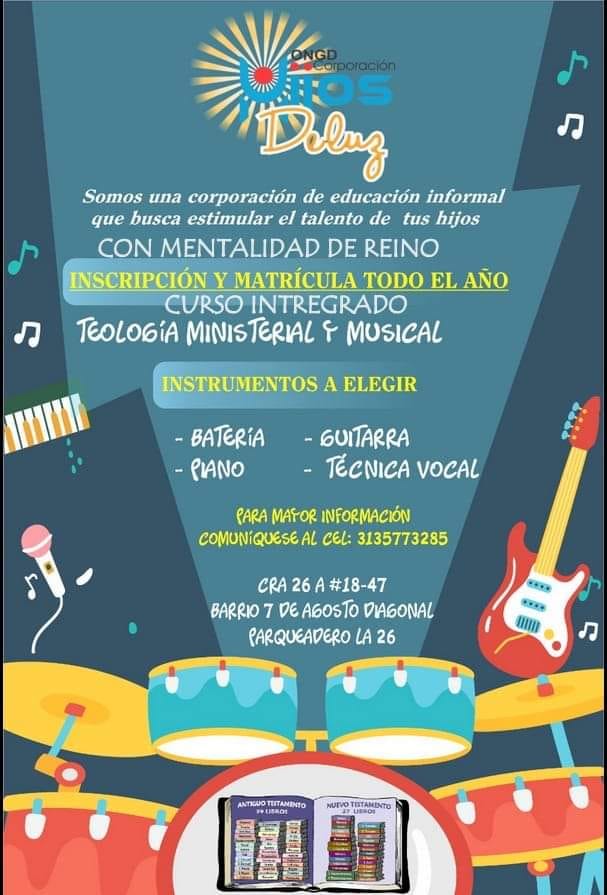 ONGD
Corporación
Hijos
Deluz
Somos una corporación de educación informal
que busca estimular el talento de tus hijos
CON MENTALIDAD DE REINO
INSCRIPCIÓN Y MATRÍCULA TODO EL AÑO
CURSO INTREGRADO
TEOLOGÍA MINISTERIAL Y MUSICAL
INSTRUMENTOS A ELEGIR
- BATERÍA - GUITARRA
- PIANO - TÉCNICA VOCAL
PARA MAYOR INFORMACIÓN
COMUNÍQUESE AL CEL: 3135773285
CRA 26 A #18-47
BARRIO 7 DE AGOSTO DIAGONAL
PARQUEADERO LA 26
ANTIGUO TESTAMENTO NUEVO TESTAMENTO
39 LIBROS 27 LIBROS